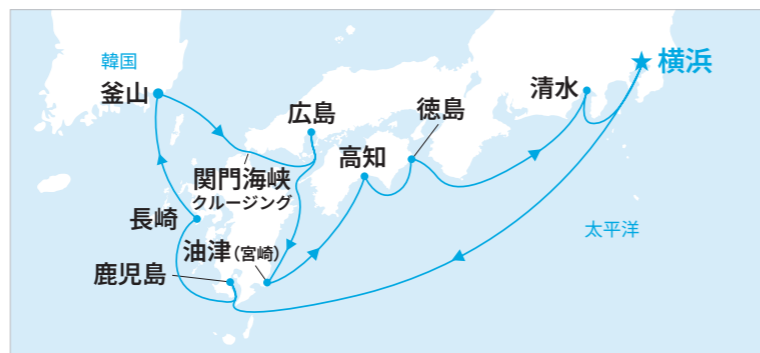 韓国
釜山
広島
徳島
清水
★横浜
高知
関門海峡
クルージング
長崎
油津（宮崎）
鹿児島
太平洋